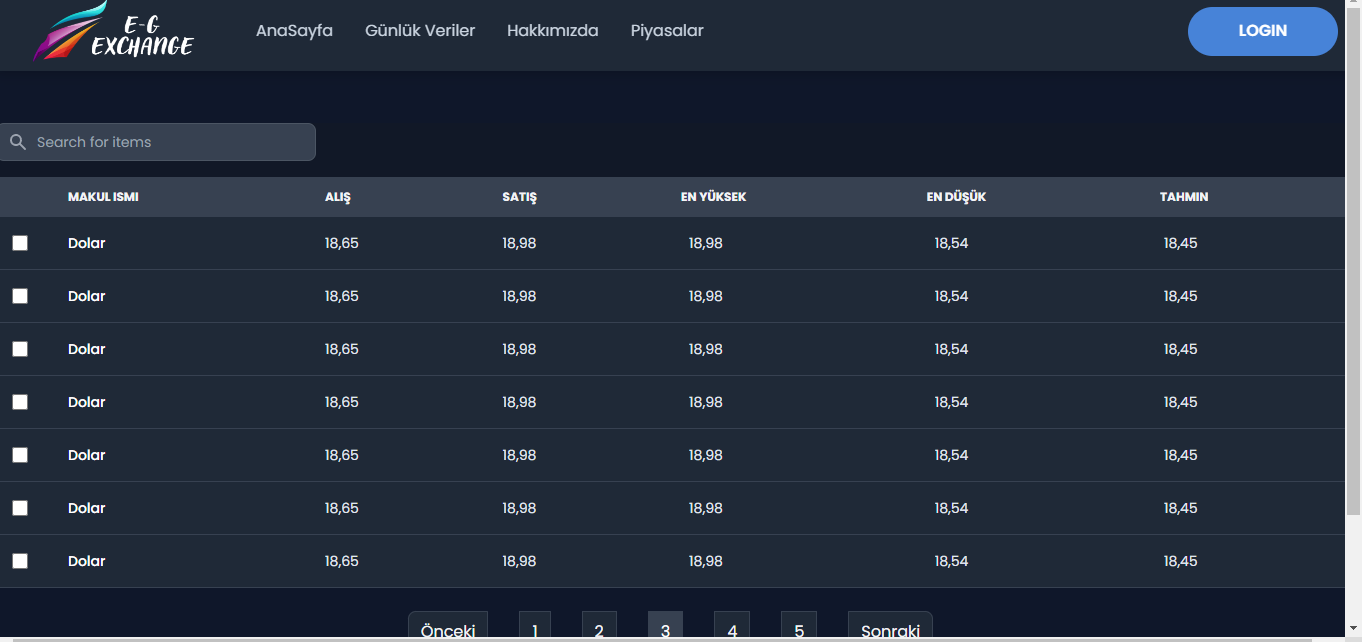 E-G
EXCHANGE
AnaSayfa Günlük Veriler Hakkımızda Piyasalar LOGIN
Search for items
MAKUL ISMI ALIŞ SATIŞ EN YÜKSEK EN DÜŞÜK TAHMIN
Dolar 18,65 18,98 18,98 18,54 18,45
Dolar 18,65 18,98 18,98 18,54 18,45
Dolar 18,65 18,98 18,98 18,54 18,45
Dolar 18,65 18,98 18,98 18,54 18,45
Dolar 18,65 18,98 18,98 18,54 18,45
Dolar 18,65 18,98 18,98 18,54 18,45
Dolar 18,65 18,98 18,98 18,54 18,45
Önceki 1 2 3 4 5 Sonraki